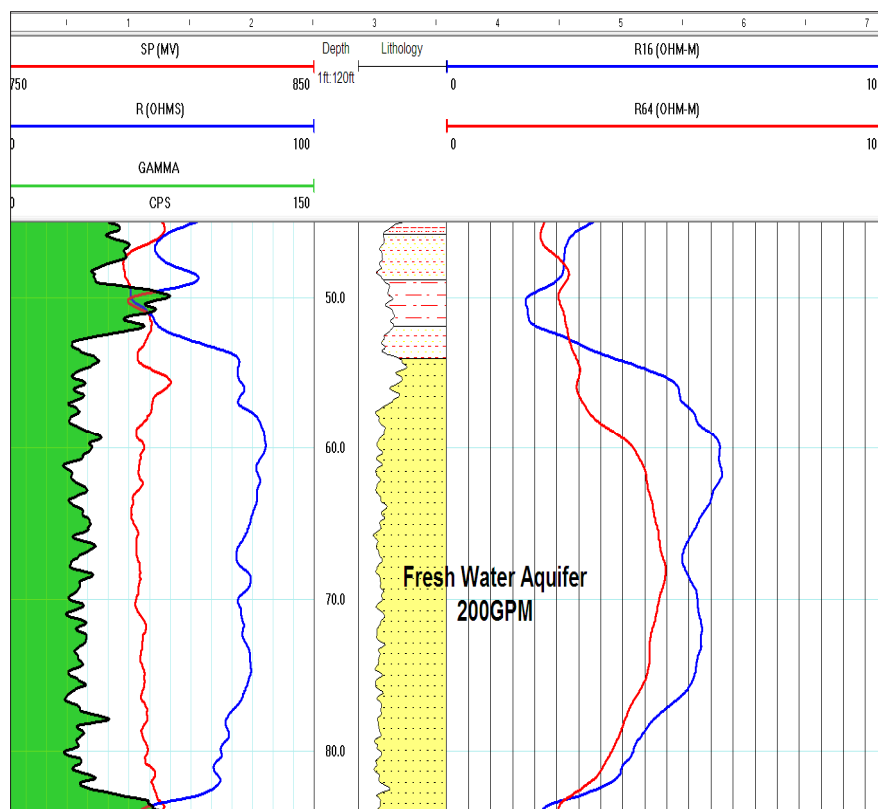 1 2 3 4 5 6 7
SP (MV) Depth Lithology R16 (OHM-M)
750 850 1ft:120ft 0 10
R (OHMS) R64 (OHM-M)
0 100 0 10
GAMMA
0 CPS 150
50.0
60.0
Fresh Water Aquifer
200GPM
70.0
80.0